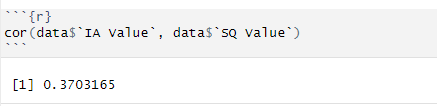 ```{r}
cor(data$`IA Value`, data$`SQ Value`)
```
[1] 0.3703165